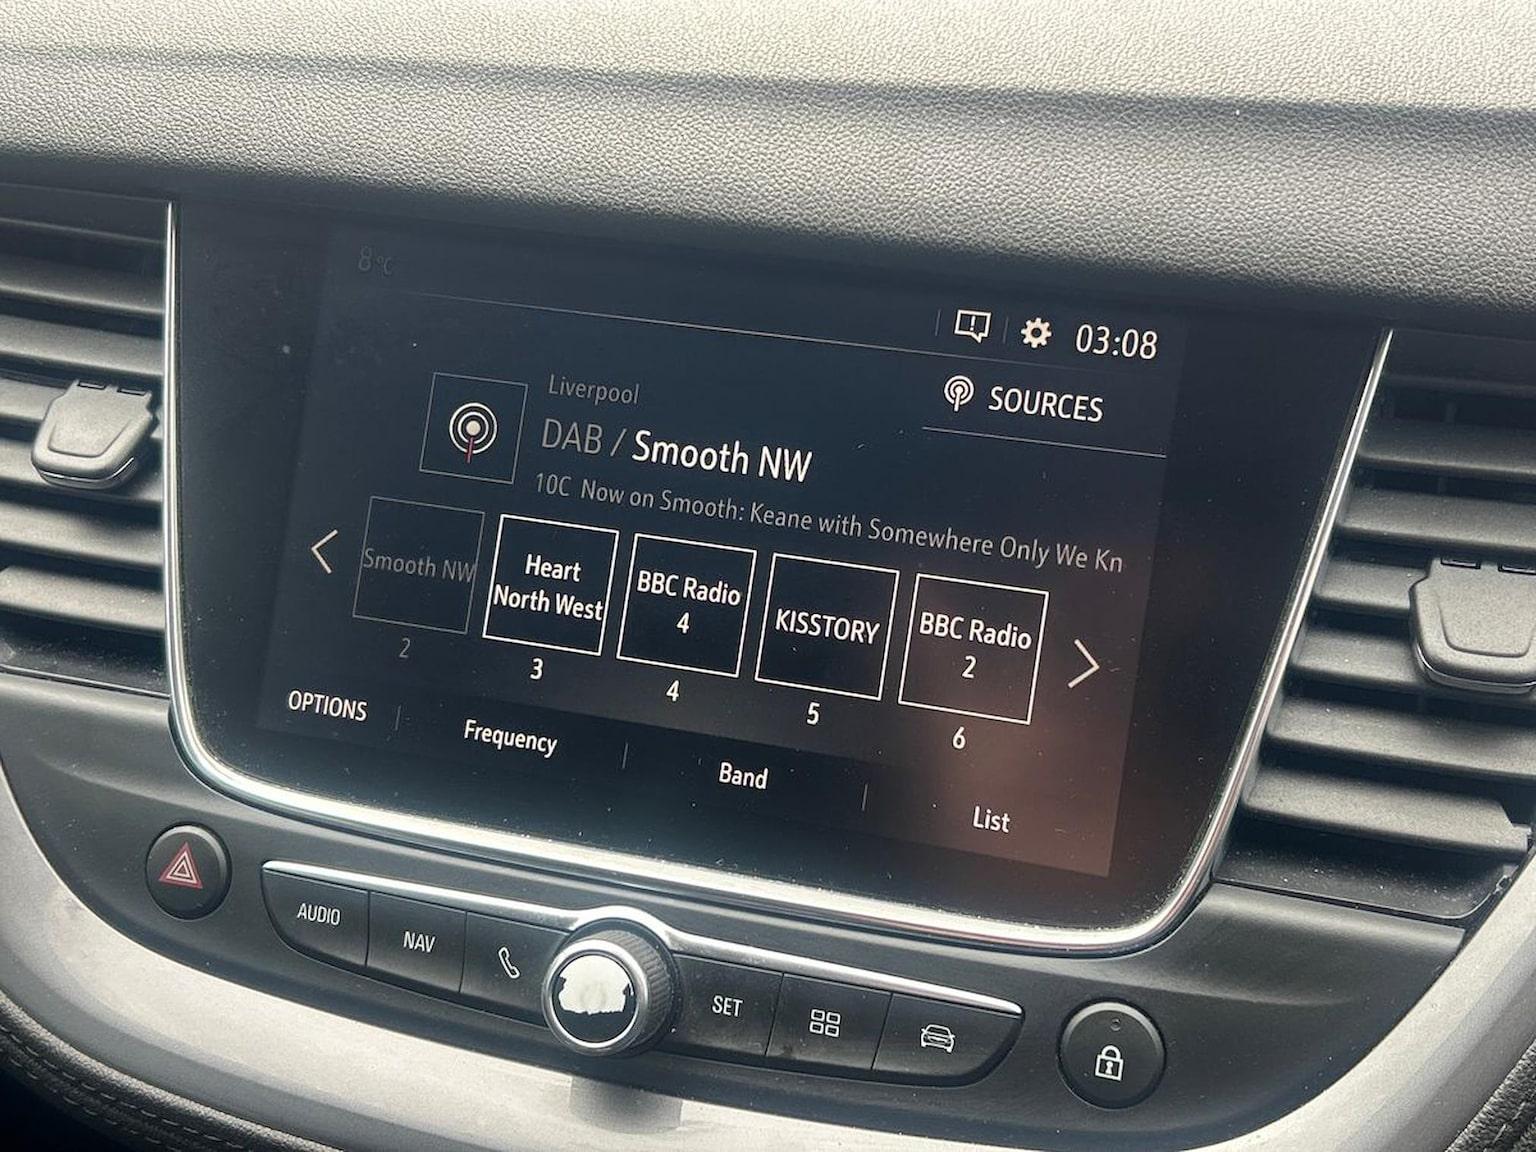 8°C
03:08
SOURCES
Liverpool
DAB / Smooth NW
10C Now on Smooth: Keane with Somewhere Only We Kn
Smooth NW
2
Heart
North West
3
BBC Radio
4
4
KISSTORY
5
BBC Radio
2
6
OPTIONS
Frequency
Band
List
AUDIO
NAV
SET